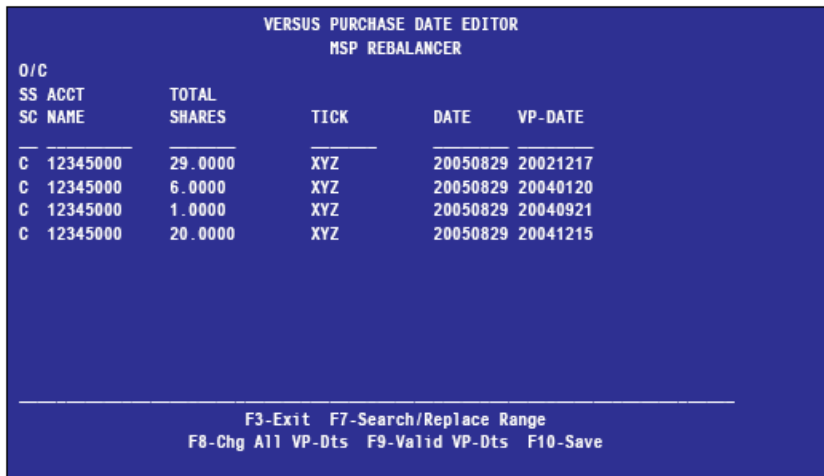 VERSUS PURCHASE DATE EDITOR
MSP REBALANCER
O/C
SS ACCT TOTAL
SC NAME SHARES TICK DATE VP-DATE
C 12345000 29.0000 XYZ 20050829 20021217
C 12345000 6.0000 XYZ 20050829 20040120
C 12345000 1.0000 XYZ 20050829 20040921
C 12345000 20.0000 XYZ 20050829 20041215
F3-Exit F7-Search/Replace Range
F8-Chg All VP-Dts F9-Valid VP-Dts F10-Save